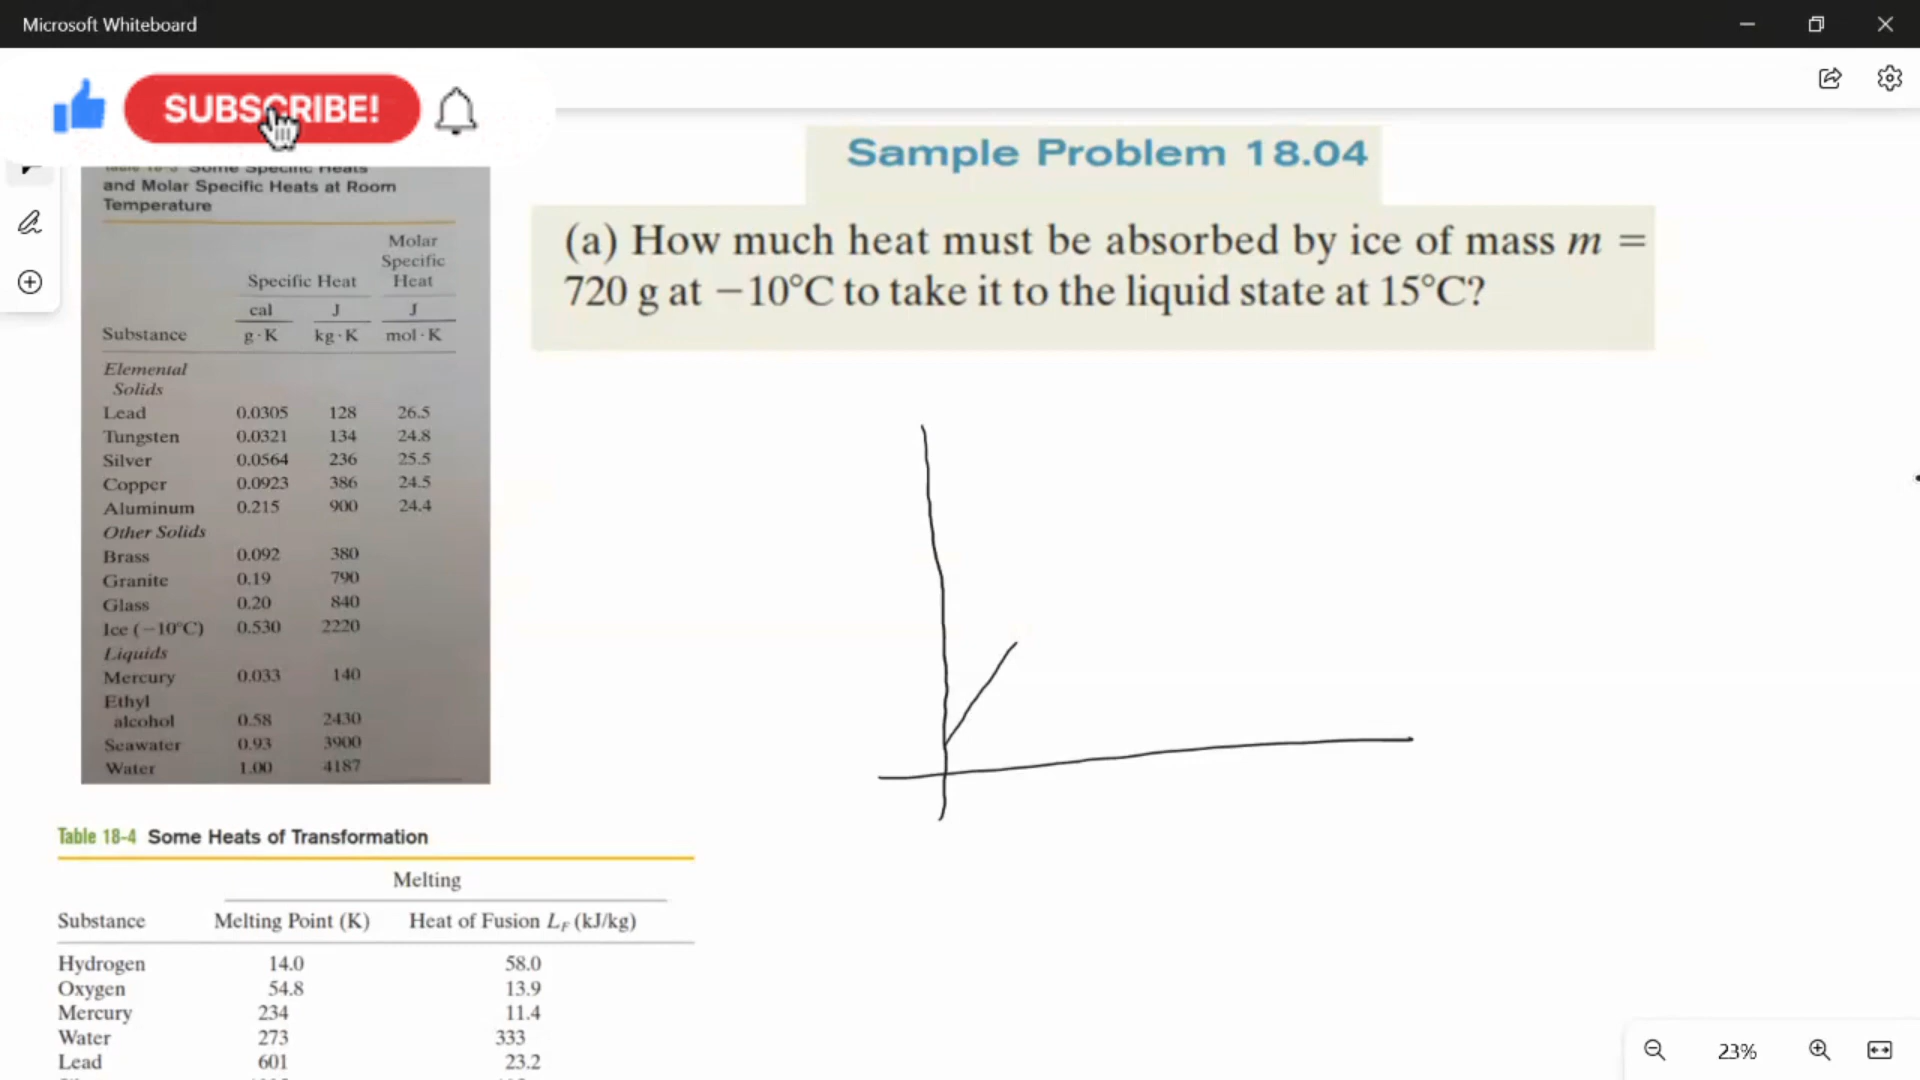 Microsoft Whiteboard
SUBSCRIBE!
Sample Problem 18.04
(a) How much heat must be absorbed by ice of mass m =
720 g at −10°C to take it to the liquid state at 15°C?
Some Specific Heats
and Molar Specific Heats at Room
Temperature
Molar
Specific
Specific Heat Heat
cal J J
Substance g·K kg·K mol·K
Elemental
Solids
Lead 0.0305 128 26.5
Tungsten 0.0321 134 24.8
Silver 0.0564 236 25.5
Copper 0.0923 386 24.5
Aluminum 0.215 900 24.4
Other Solids
Brass 0.092 380
Granite 0.19 790
Glass 0.20 840
Ice (−10°C) 0.530 2220
Liquids
Mercury 0.033 140
Ethyl
alcohol 0.58 2430
Seawater 0.93 3900
Water 1.00 4187
Table 18-4 Some Heats of Transformation
Melting
Substance Melting Point (K) Heat of Fusion LF (kJ/kg)
Hydrogen 14.0 58.0
Oxygen 54.8 13.9
Mercury 234 11.4
Water 273 333
Lead 601 23.2
23%